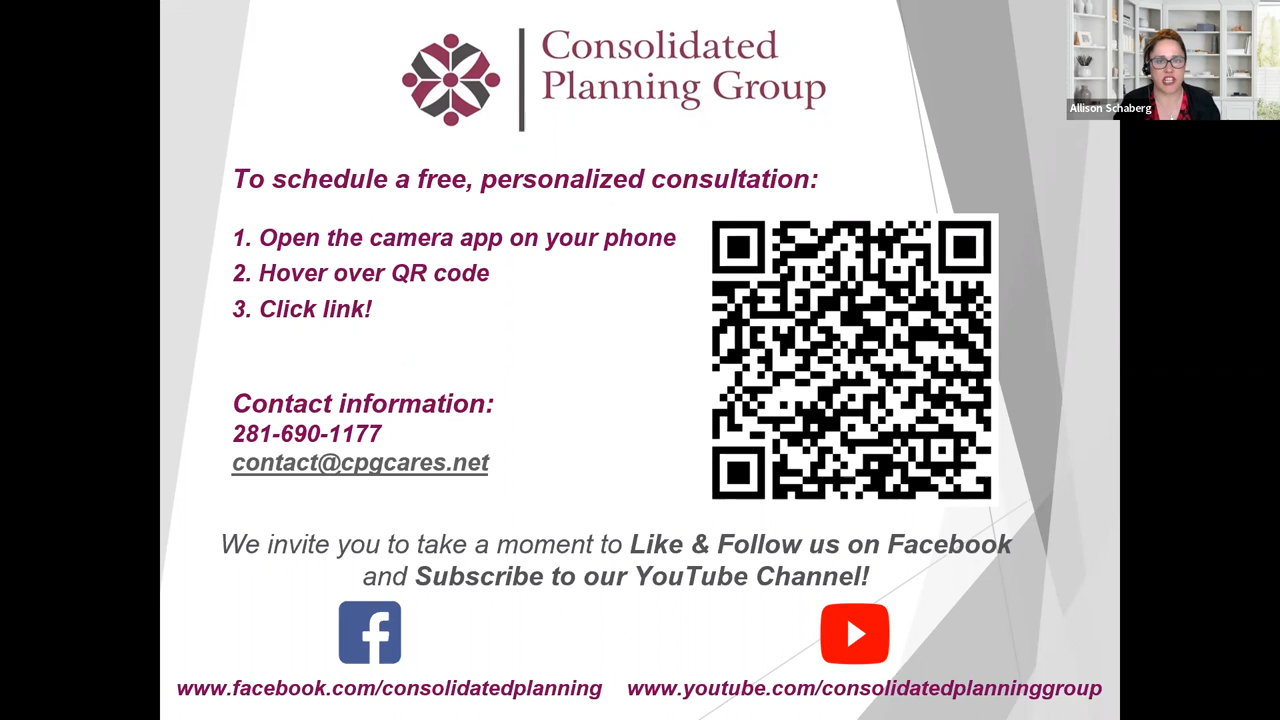 Consolidated
Planning Group
Allison Schaberg
To schedule a free, personalized consultation:
1. Open the camera app on your phone
2. Hover over QR code
3. Click link!
Contact information:
281-690-1177
contact@cpgcares.net
We invite you to take a moment to Like & Follow us on Facebook
and Subscribe to our YouTube Channel!
www.facebook.com/consolidatedplanning
www.youtube.com/consolidatedplanninggroup